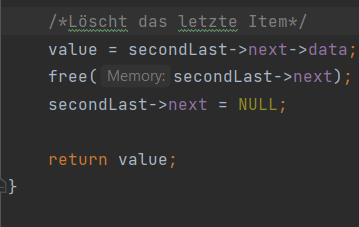 /*Löscht das letzte Item*/
value = secondLast->next->data;
free( Memory: secondLast->next);
secondLast->next = NULL;
return value;
}